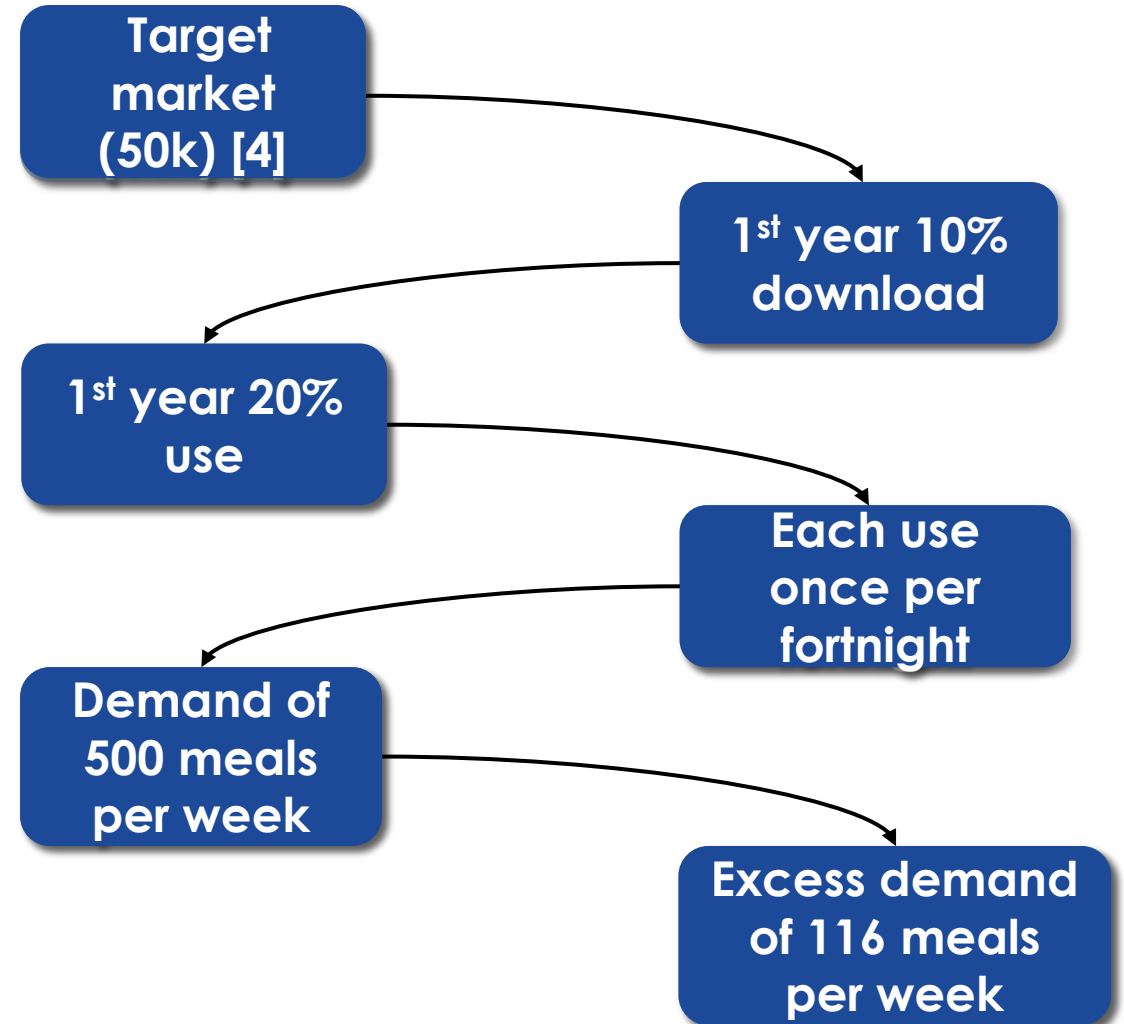 Target
market
(50k) [4]
1st year 10%
download
1st year 20%
use
Each use
once per
fortnight
Demand of
500 meals
per week
Excess demand
of 116 meals
per week